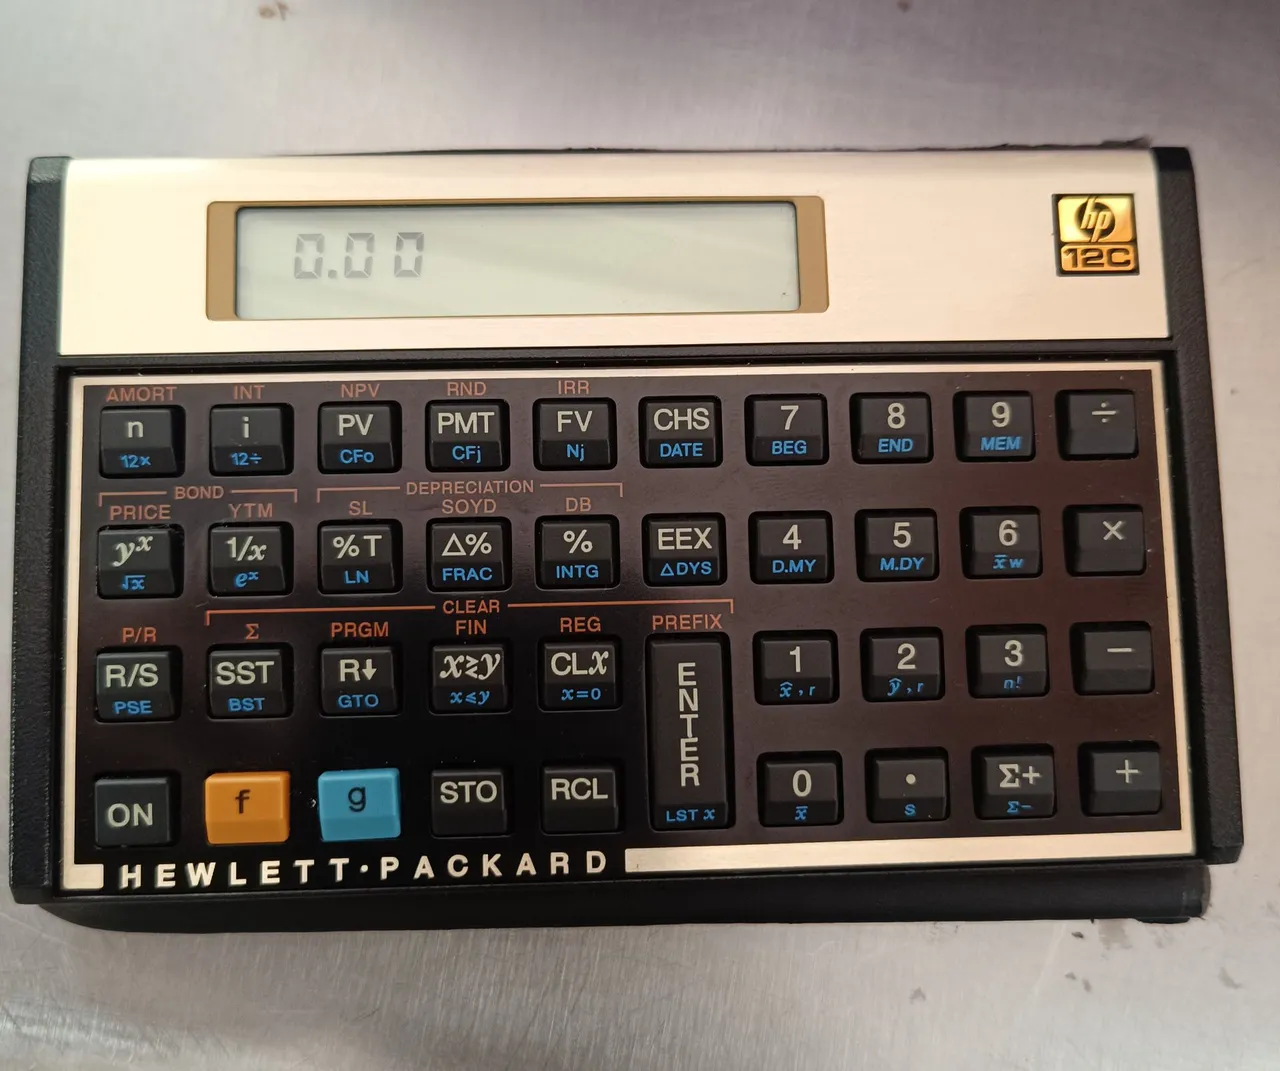 0.00
hp
12C
AMORT INT NPV RND IRR
n i PV PMT FV CHS 7 8 9 ÷
12× 12÷ CFo CFj Nj DATE BEG END MEM
BOND DEPRECIATION
PRICE YTM SL SOYD DB
yˣ 1/x %T Δ% % EEX 4 5 6 ×
√x eˣ LN FRAC INTG ΔDYS D.MY M.DY x̄w
CLEAR
P/R Σ PRGM FIN REG PREFIX
R/S SST R↓ x≷y CLx ENTER 1 2 3 −
PSE BST GTO x≤y x=0 x̂,r ŷ,r n!
ON f g STO RCL 0 . Σ+ +
LST x x̄ s Σ−
HEWLETT·PACKARD